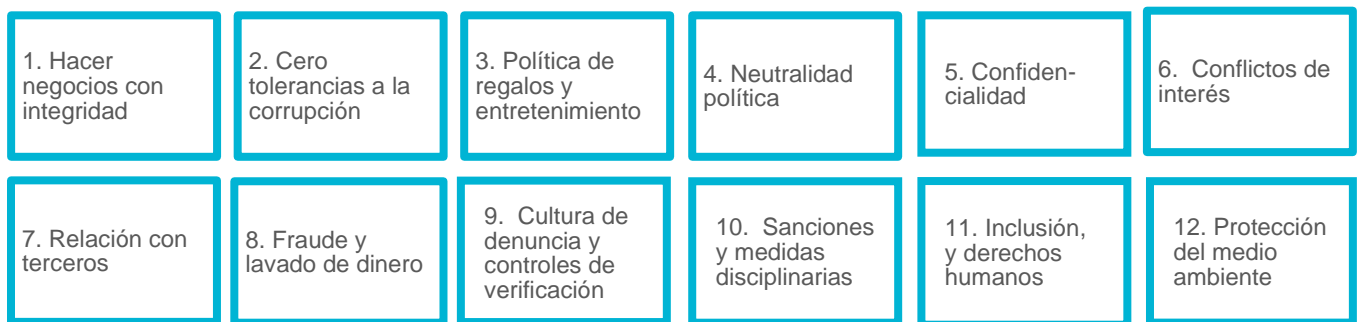 1. Hacer
negocios con
integridad
2. Cero
tolerancias a la
corrupción
3. Política de
regalos y
entretenimiento
4. Neutralidad
política
5. Confiden-
cialidad
6. Conflictos de
interés
7. Relación con
terceros
8. Fraude y
lavado de dinero
9. Cultura de
denuncia y
controles de
verificación
10. Sanciones
y medidas
disciplinarias
11. Inclusión,
y derechos
humanos
12. Protección
del medio
ambiente